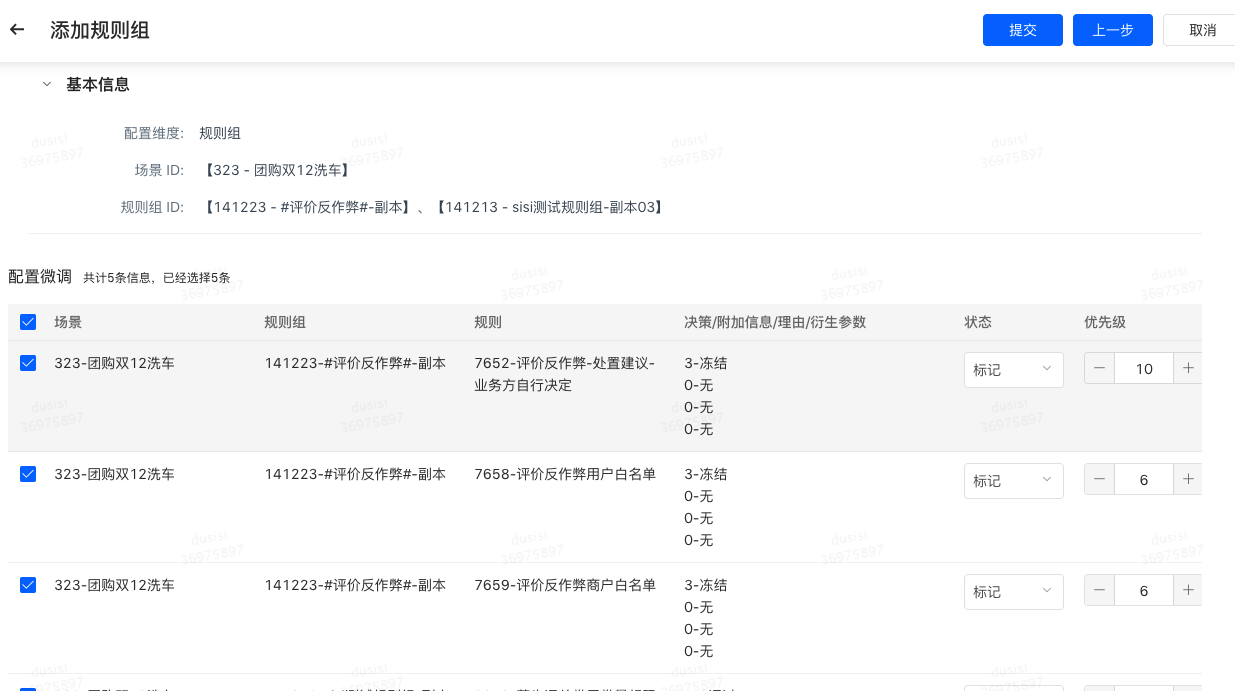 添加规则组
提交
上一步
取消
基本信息
配置维度: 规则组
场景 ID: 【323 - 团购双12洗车】
规则组 ID: 【141223 - #评价反作弊#-副本】、【141213 - sisi测试规则组-副本03】
配置微调 共计5条信息，已经选择5条
场景 规则组 规则 决策/附加信息/理由/衍生参数 状态 优先级
323-团购双12洗车 141223-#评价反作弊#-副本 7652-评价反作弊-处置建议- 3-冻结 标记 10
业务方自行决定 0-无
0-无
0-无
323-团购双12洗车 141223-#评价反作弊#-副本 7658-评价反作弊用户白名单 3-冻结 标记 6
0-无
0-无
0-无
323-团购双12洗车 141223-#评价反作弊#-副本 7659-评价反作弊商户白名单 3-冻结 标记 6
0-无
0-无
0-无
dusisi
36975897